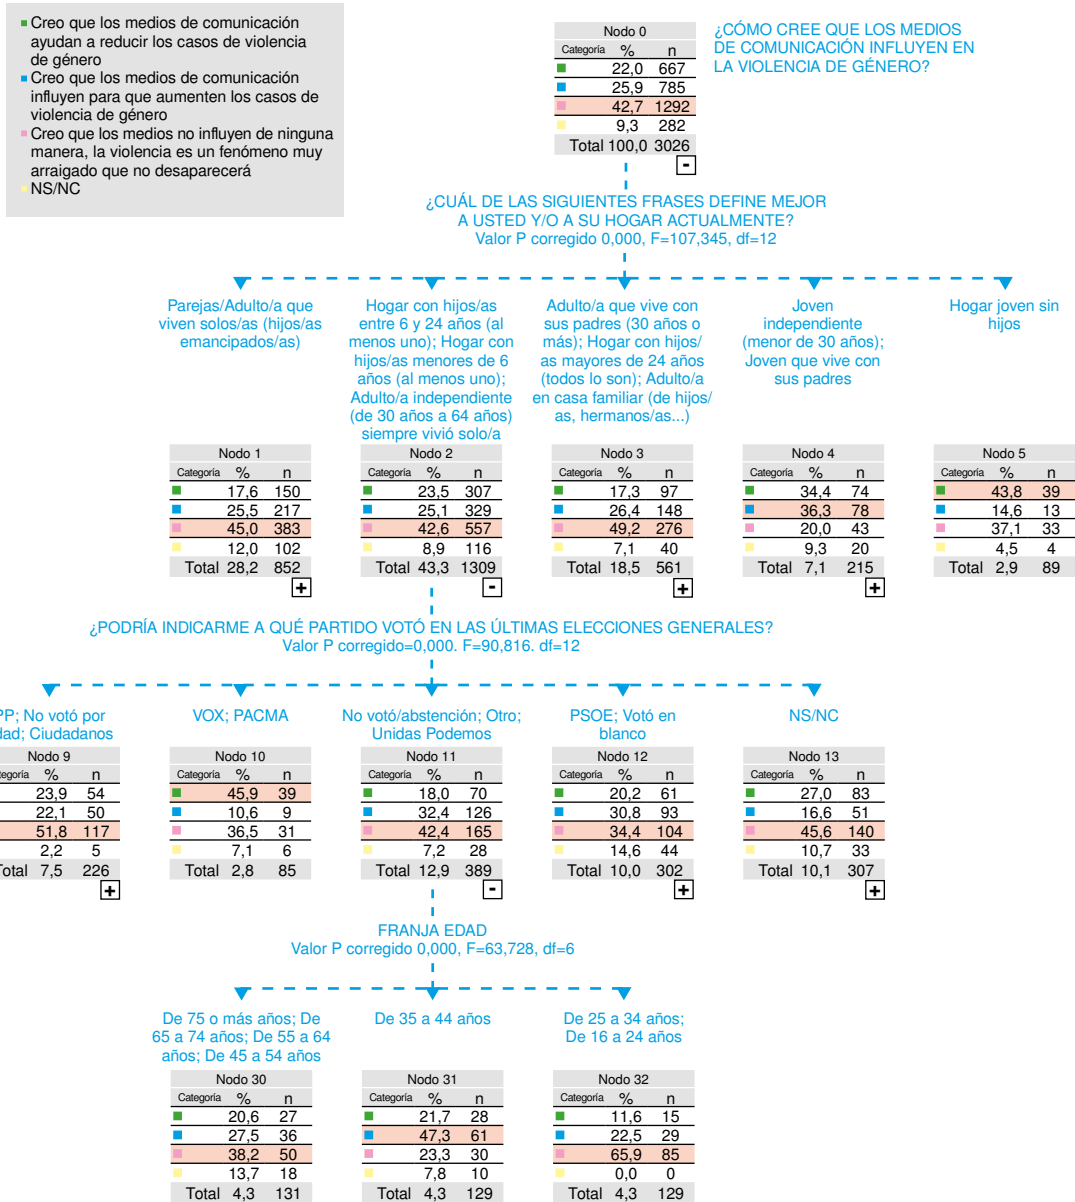 Creo que los medios de comunicación
ayudan a reducir los casos de violencia
de género
Creo que los medios de comunicación
influyen para que aumenten los casos de
violencia de género
Creo que los medios no influyen de ninguna
manera, la violencia es un fenómeno muy
arraigado que no desaparecerá
NS/NC
Nodo 0
Categoría % n
22,0 667
25,9 785
42,7 1292
9,3 282
Total 100,0 3026
-
¿CÓMO CREE QUE LOS MEDIOS
DE COMUNICACIÓN INFLUYEN EN
LA VIOLENCIA DE GÉNERO?
¿CUÁL DE LAS SIGUIENTES FRASES DEFINE MEJOR
A USTED Y/O A SU HOGAR ACTUALMENTE?
Valor P corregido 0,000, F=107,345, df=12
Parejas/Adulto/a que
viven solos/as (hijos/as
emancipados/as)
Hogar con hijos/as
entre 6 y 24 años (al
menos uno); Hogar con
hijos/as menores de 6
años (al menos uno);
Adulto/a independiente
(de 30 años a 64 años)
siempre vivió solo/a
Adulto/a que vive con
sus padres (30 años o
más); Hogar con hijos/
as mayores de 24 años
(todos lo son); Adulto/a
en casa familiar (de hijos/
as, hermanos/as...)
Joven
independiente
(menor de 30 años);
Joven que vive con
sus padres
Hogar joven sin
hijos
Nodo 1
Categoría % n
17,6 150
25,5 217
45,0 383
12,0 102
Total 28,2 852
+
Nodo 2
Categoría % n
23,5 307
25,1 329
42,6 557
8,9 116
Total 43,3 1309
-
Nodo 3
Categoría % n
17,3 97
26,4 148
49,2 276
7,1 40
Total 18,5 561
+
Nodo 4
Categoría % n
34,4 74
36,3 78
20,0 43
9,3 20
Total 7,1 215
+
Nodo 5
Categoría % n
43,8 39
14,6 13
37,1 33
4,5 4
Total 2,9 89
¿PODRÍA INDICARME A QUÉ PARTIDO VOTÓ EN LAS ÚLTIMAS ELECCIONES GENERALES?
Valor P corregido=0,000. F=90,816. df=12
PP; No votó por
dad; Ciudadanos
VOX; PACMA
No votó/abstención; Otro;
Unidas Podemos
PSOE; Votó en
blanco
NS/NC
Nodo 9
tegoría % n
23,9 54
22,1 50
51,8 117
2,2 5
Total 7,5 226
+
Nodo 10
Categoría % n
45,9 39
10,6 9
36,5 31
7,1 6
Total 2,8 85
Nodo 11
Categoría % n
18,0 70
32,4 126
42,4 165
7,2 28
Total 12,9 389
-
Nodo 12
Categoría % n
20,2 61
30,8 93
34,4 104
14,6 44
Total 10,0 302
+
Nodo 13
Categoría % n
27,0 83
16,6 51
45,6 140
10,7 33
Total 10,1 307
+
FRANJA EDAD
Valor P corregido 0,000, F=63,728, df=6
De 75 o más años; De
65 a 74 años; De 55 a 64
años; De 45 a 54 años
De 35 a 44 años
De 25 a 34 años;
De 16 a 24 años
Nodo 30
Categoría % n
20,6 27
27,5 36
38,2 50
13,7 18
Total 4,3 131
Nodo 31
Categoría % n
21,7 28
47,3 61
23,3 30
7,8 10
Total 4,3 129
Nodo 32
Categoría % n
11,6 15
22,5 29
65,9 85
0,0 0
Total 4,3 129